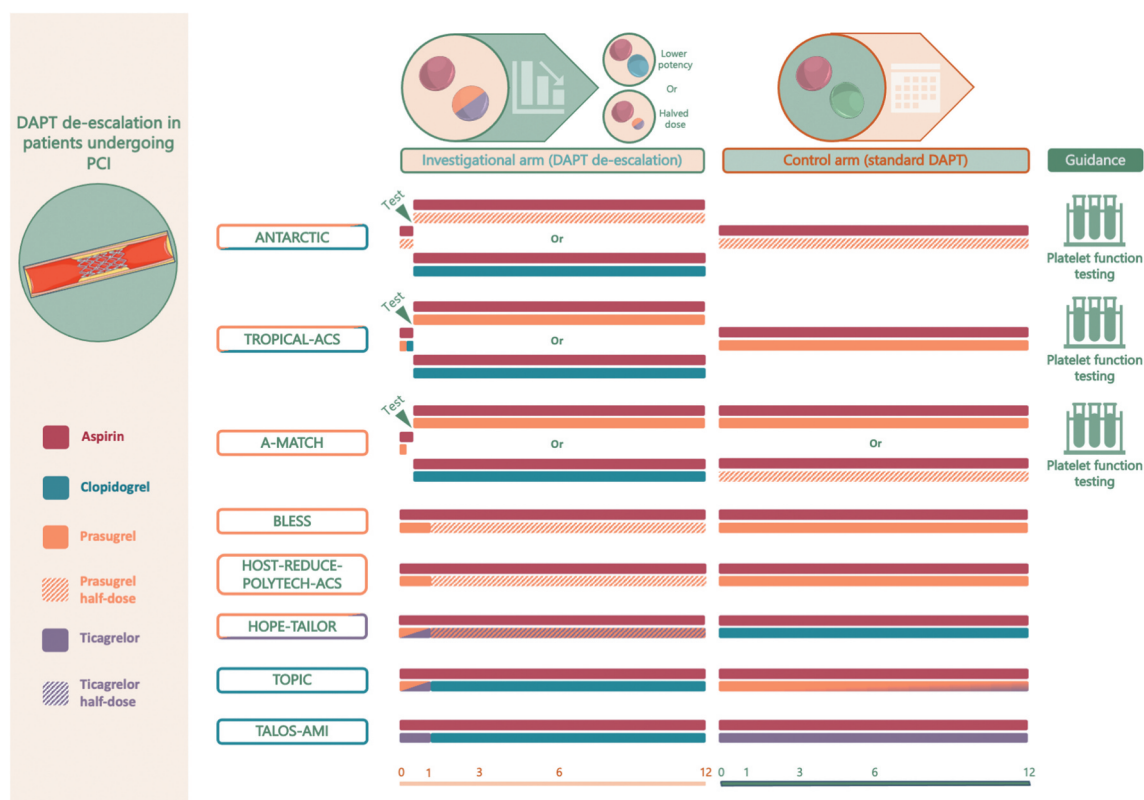 DAPT de-escalation in
patients undergoing
PCI
Aspirin
Clopidogrel
Prasugrel
Prasugrel
half-dose
Ticagrelor
Ticagrelor
half-dose
Lower
potency
Or
Halved
dose
Investigational arm (DAPT de-escalation)
Control arm (standard DAPT)
Guidance
ANTARCTIC
Test
Or
Platelet function
testing
TROPICAL-ACS
Test
Or
Platelet function
testing
A-MATCH
Test
Or
Or
Platelet function
testing
BLESS
HOST-REDUCE-
POLYTECH-ACS
HOPE-TAILOR
TOPIC
TALOS-AMI
0 1 3 6 12
0 1 3 6 12